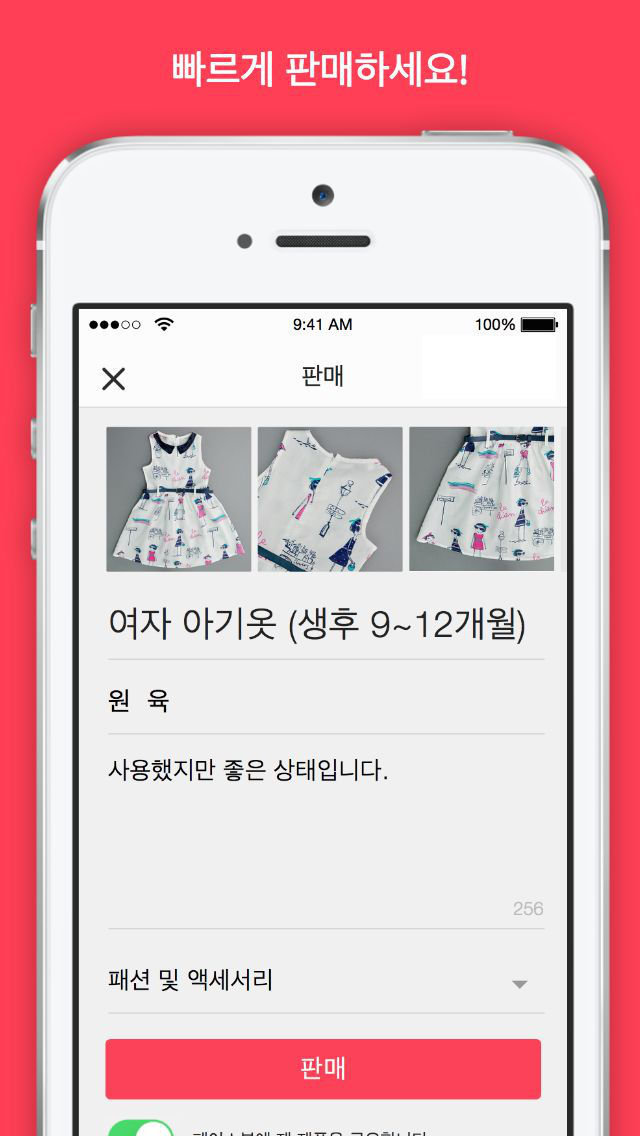 빠르게 판매하세요!
9:41 AM
100%
판매
여자 아기옷 (생후 9~12개월)
원 육
사용했지만 좋은 상태입니다.
256
패션 및 액세서리
판매